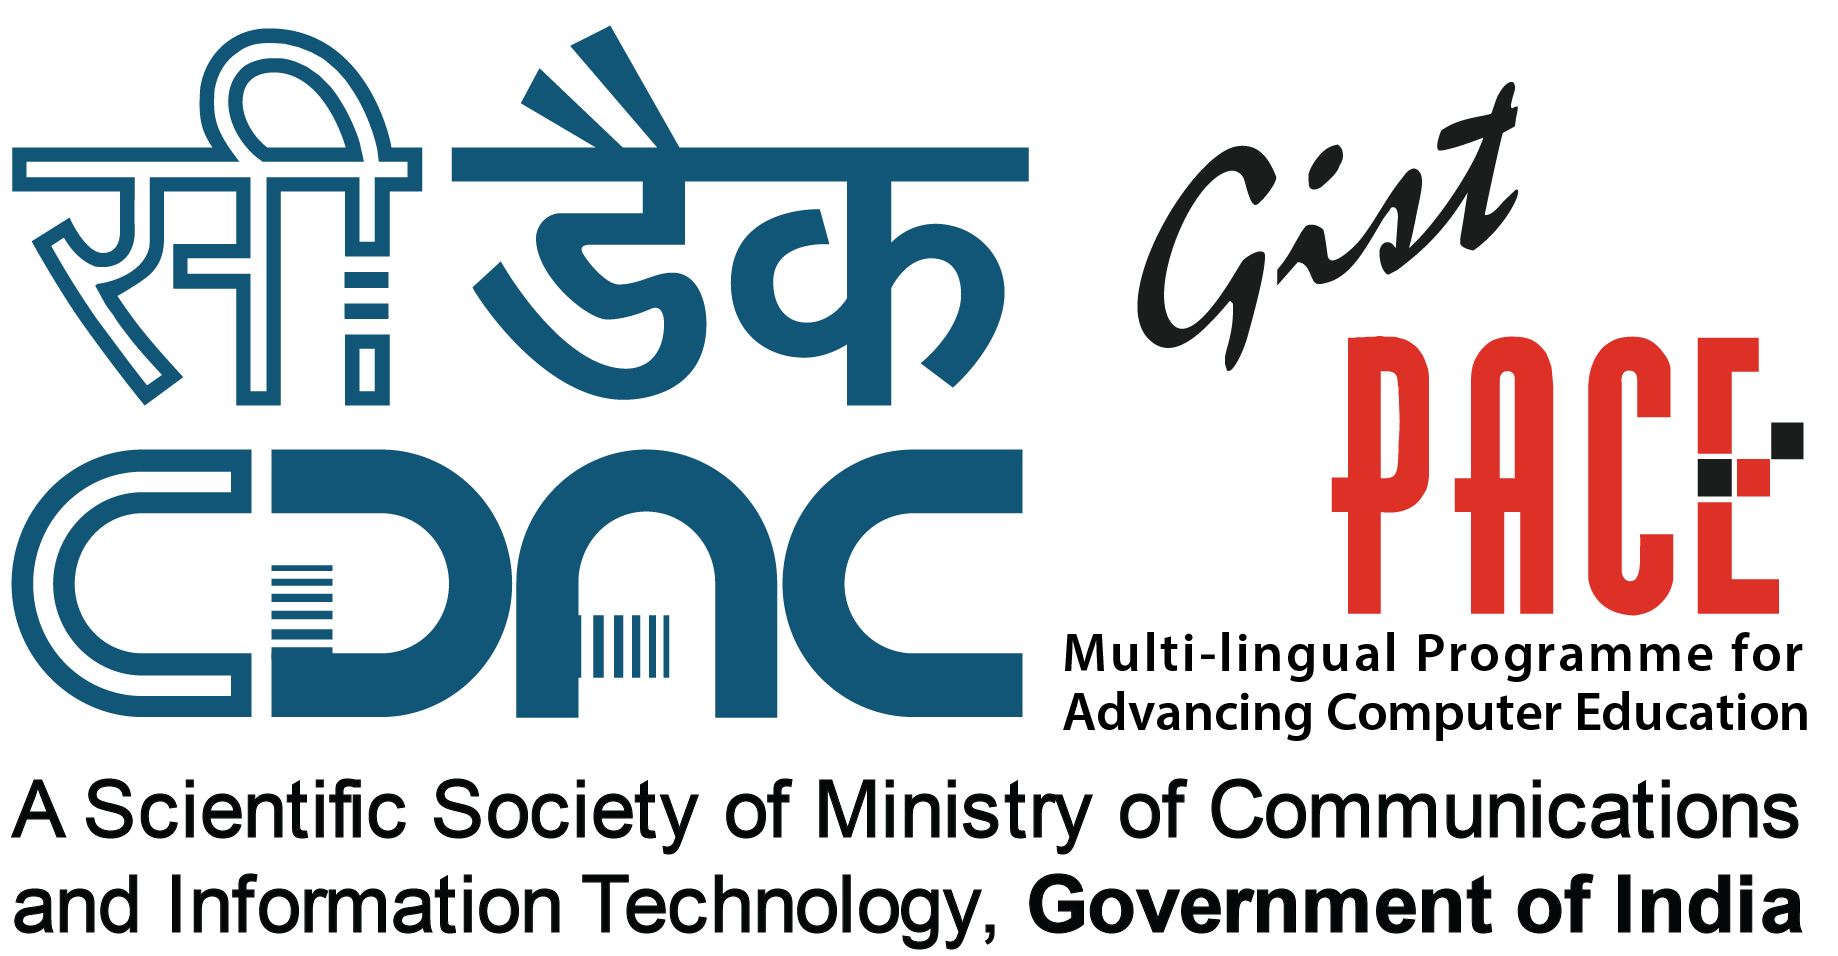 सी डैक
CDAC
Gist
PACE
Multi-lingual Programme for
Advancing Computer Education
A Scientific Society of Ministry of Communications
and Information Technology, Government of India